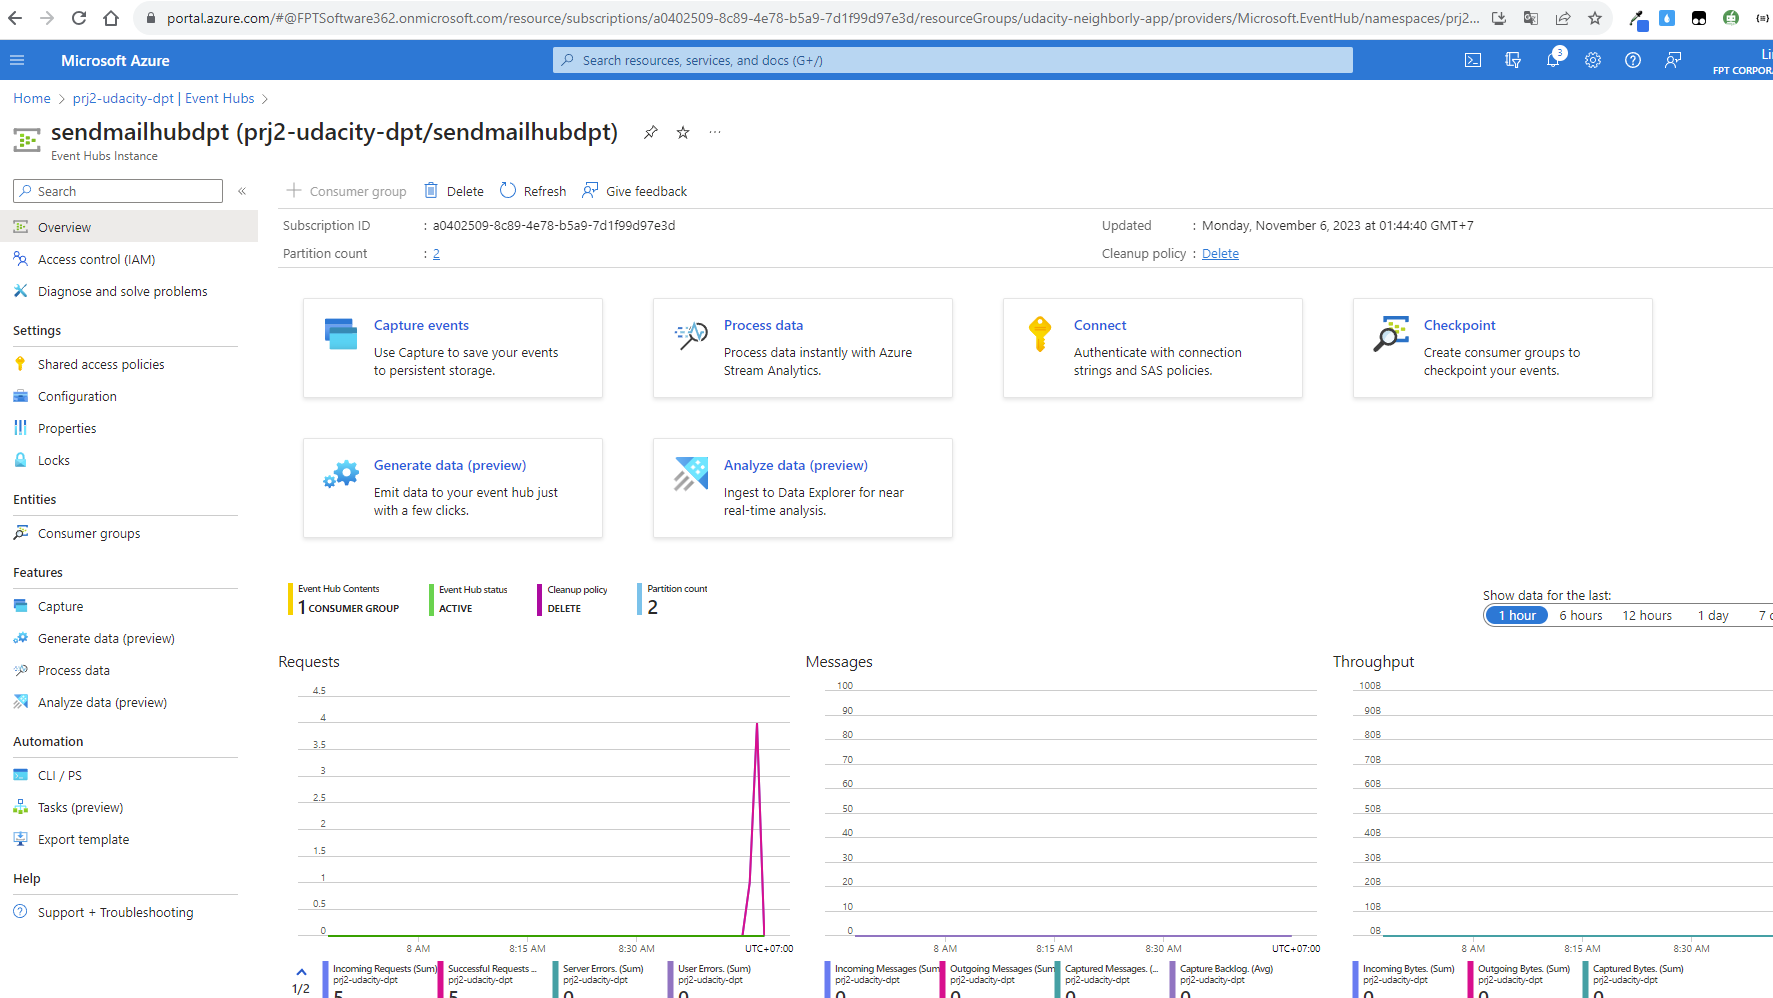 portal.azure.com/#@FPTSoftware362.onmicrosoft.com/resource/subscriptions/a0402509-8c89-4e78-b5a9-7d1f99d97e3d/resourceGroups/udacity-neighborly-app/providers/Microsoft.EventHub/namespaces/prj2...
Microsoft Azure
Search resources, services, and docs (G+/)
3
Li
FPT CORPORA
Home > prj2-udacity-dpt | Event Hubs >
sendmailhubdpt (prj2-udacity-dpt/sendmailhubdpt)
Event Hubs Instance
Search
Consumer group
Delete
Refresh
Give feedback
Overview
Access control (IAM)
Diagnose and solve problems
Settings
Shared access policies
Configuration
Properties
Locks
Entities
Consumer groups
Features
Capture
Generate data (preview)
Process data
Analyze data (preview)
Automation
CLI / PS
Tasks (preview)
Export template
Help
Support + Troubleshooting
Subscription ID : a0402509-8c89-4e78-b5a9-7d1f99d97e3d
Partition count : 2
Updated : Monday, November 6, 2023 at 01:44:40 GMT+7
Cleanup policy : Delete
Capture events
Use Capture to save your events
to persistent storage.
Process data
Process data instantly with Azure
Stream Analytics.
Connect
Authenticate with connection
strings and SAS policies.
Checkpoint
Create consumer groups to
checkpoint your events.
Generate data (preview)
Emit data to your event hub just
with a few clicks.
Analyze data (preview)
Ingest to Data Explorer for near
real-time analysis.
Event Hub Contents
1 CONSUMER GROUP
Event Hub status
ACTIVE
Cleanup policy
DELETE
Partition count
2
Show data for the last:
1 hour
6 hours
12 hours
1 day
7 d
Requests
4.5
4
3.5
3
2.5
2
1.5
1
0.5
0
8 AM
8:15 AM
8:30 AM
UTC+07:00
1/2
Incoming Requests (Sum)
prj2-udacity-dpt
5
Successful Requests ...
prj2-udacity-dpt
5
Server Errors. (Sum)
prj2-udacity-dpt
0
User Errors. (Sum)
prj2-udacity-dpt
0
Messages
100
90
80
70
60
50
40
30
20
10
0
8 AM
8:15 AM
8:30 AM
UTC+07:00
Incoming Messages (Sum)
prj2-udacity-dpt
0
Outgoing Messages (Sum)
prj2-udacity-dpt
0
Captured Messages. (...
prj2-udacity-dpt
0
Capture Backlog. (Avg)
prj2-udacity-dpt
0
Throughput
100B
90B
80B
70B
60B
50B
40B
30B
20B
10B
0B
8 AM
8:15 AM
8:30 AM
Incoming Bytes. (Sum)
prj2-udacity-dpt
0
Outgoing Bytes. (Sum)
prj2-udacity-dpt
0
Captured Bytes. (Sum)
prj2-udacity-dpt
0